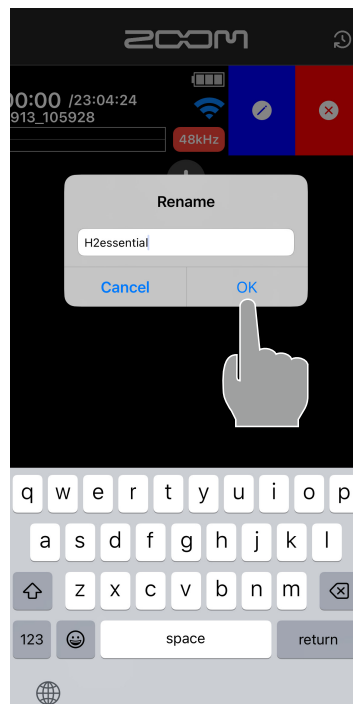 ZOOM
00:00 /23:04:24
913_105928
48kHz
Rename
H2essential
Cancel OK
q w e r t y u i o p
a s d f g h j k l
z x c v b n m
123 space return